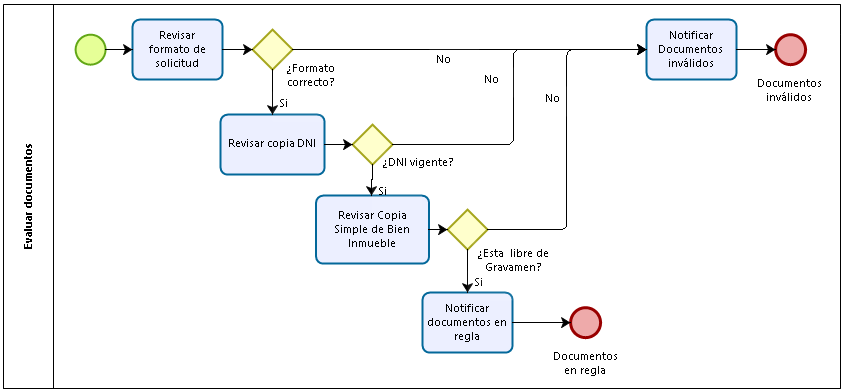 Evaluar documentos
Revisar
formato de
solicitud
¿Formato
correcto?
No
Si
Revisar copia DNI
¿DNI vigente?
No
Si
Revisar Copia
Simple de Bien
Inmueble
¿Esta libre de
Gravamen?
No
Si
Notificar
documentos en
regla
Documentos
en regla
Notificar
Documentos
inválidos
Documentos
inválidos